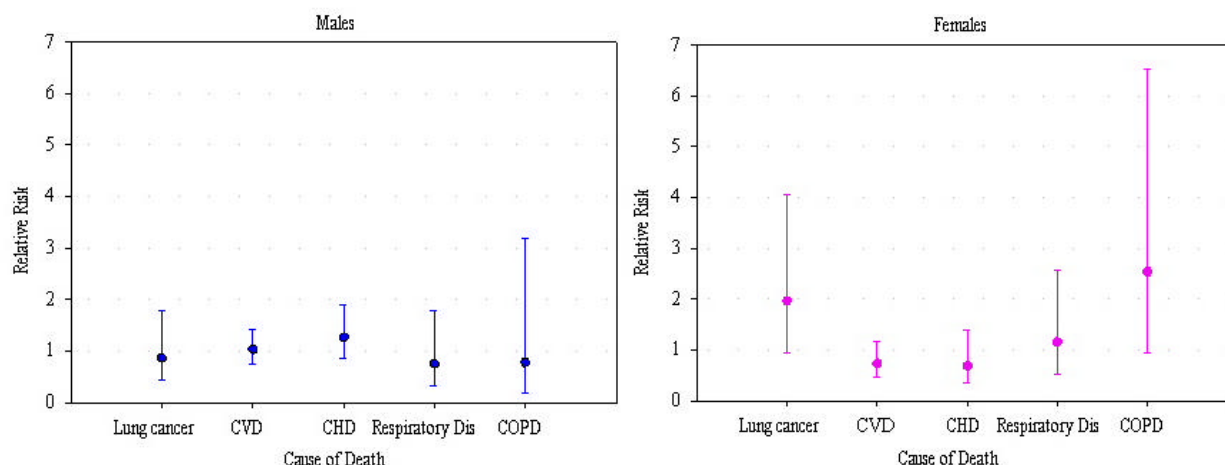 Males
7
6
5
4
3
2
1
0
Relative Risk
Lung cancer CVD CHD Respiratory Dis COPD
Cause of Death
Females
7
6
5
4
3
2
1
0
Relative Risk
Lung cancer CVD CHD Respiratory Dis COPD
Cause of Death